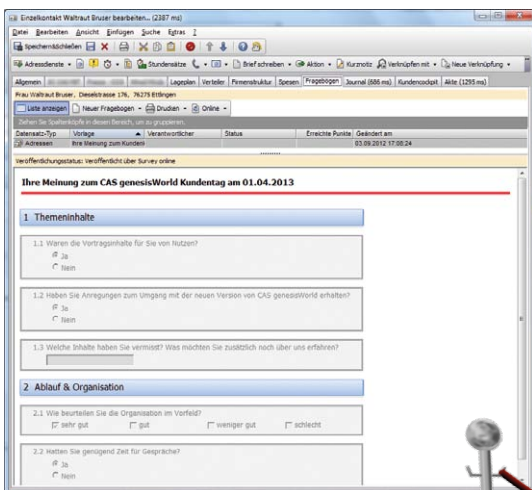 Einzelkontakt Waltraut Bruser bearbeiten... (2387 ms)
Datei Bearbeiten Ansicht Einfügen Suche Extras ?
Speichern&Schließen
Adressdienste Stundensätze Brief schreiben Aktion Kurznotiz Verknüpfen mit Neue Verknüpfung
Allgemein Lageplan Verteiler Firmenstruktur Spesen Fragebögen Journal (686 ms) Kundencockpit Akte (1295 ms)
Frau Waltraut Bruser, Dieselstrasse 176, 76275 Ettlingen
Liste anzeigen Neuer Fragebogen Drucken Online
Ziehen Sie Spaltenköpfe in diesen Bereich, um zu gruppieren.
Datensatz-Typ Vorlage Verantwortlicher Status Erreichte Punkte Geändert am
Adressen Ihre Meinung zum Kundent 03.09.2012 17:08:24
Veröffentlichungsstatus: Veröffentlicht über Survey online
Ihre Meinung zum CAS genesisWorld Kundentag am 01.04.2013
1 Themeninhalte
1.1 Waren die Vortragsinhalte für Sie von Nutzen?
Ja
Nein
1.2 Haben Sie Anregungen zum Umgang mit der neuen Version von CAS genesisWorld erhalten?
Ja
Nein
1.3 Welche Inhalte haben Sie vermisst? Was möchten Sie zusätzlich noch über uns erfahren?
2 Ablauf & Organisation
2.1 Wie beurteilen Sie die Organisation im Vorfeld?
sehr gut gut weniger gut schlecht
2.2 Hatten Sie genügend Zeit für Gespräche?
Ja
Nein